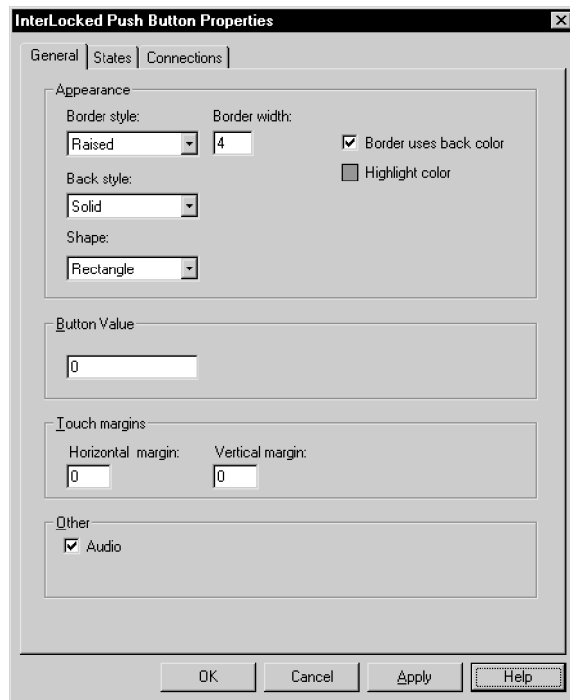 InterLocked Push Button Properties
General States Connections
Appearance
Border style: Border width:
Raised 4 Border uses back color
Highlight color
Back style:
Solid
Shape:
Rectangle
Button Value
0
Touch margins
Horizontal margin: Vertical margin:
0 0
Other
Audio
OK Cancel Apply Help